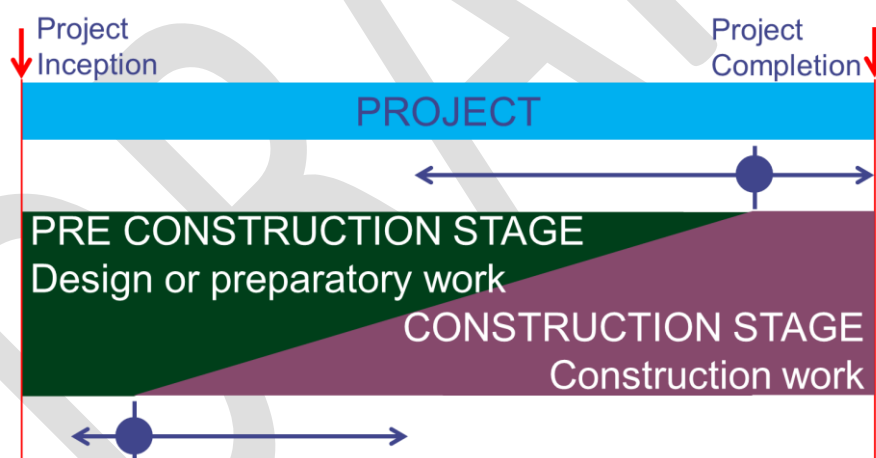 Project
Inception
Project
Completion
PROJECT
PRE CONSTRUCTION STAGE
Design or preparatory work
CONSTRUCTION STAGE
Construction work